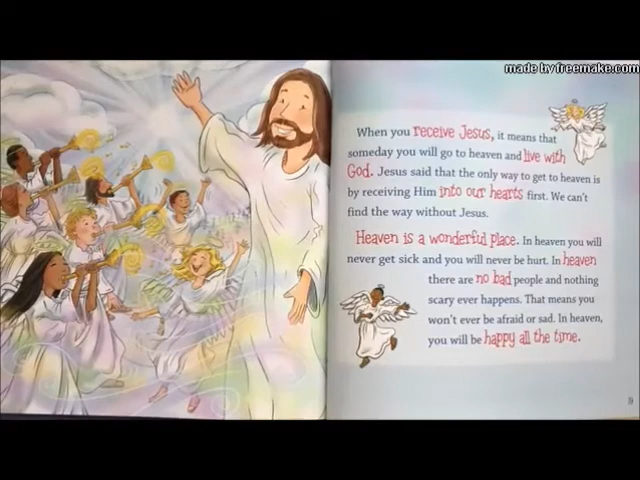 made by freemake.com
When you receive Jesus, it means that
someday you will go to heaven and live with
God. Jesus said that the only way to get to heaven is
by receiving Him into our hearts first. We can't
find the way without Jesus.
Heaven is a wonderful place. In heaven you will
never get sick and you will never be hurt. In heaven
there are no bad people and nothing
scary ever happens. That means you
won't ever be afraid or sad. In heaven,
you will be happy all the time.